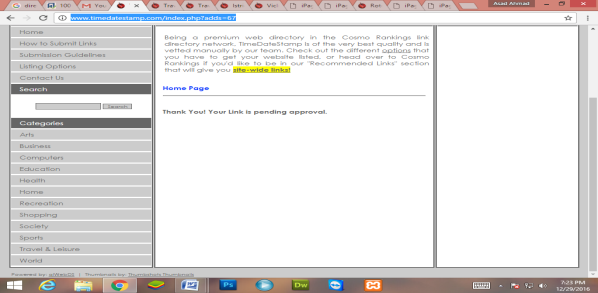 dim
100
You
Tra
Tra
Istr
Vic
iPa
iPa
Ro
iPa
iPa
Asad Ahmad
www.timedatestamp.com/index.php?adds=67
Home
How to Submit Links
Submission Guidelines
Listing Options
Contact Us
Search
Search
Categories
Arts
Business
Computers
Education
Health
Home
Recreation
Shopping
Society
Sports
Travel & Leisure
World
Being a premium web directory in the Cosmo Rankings link
directory network, TimeDateStamp is of the very best quality and is
vetted manually by our team. Check out the different options that
you have to get your website listed, or head over to Cosmo
Rankings if you'd like to be in our "Recommended Links" section
that will give you site-wide links!
Home Page
Thank You! Your Link is pending approval.
Powered by: | Thumbnails by: Thumbshots Thumbnails
Ps
Dw
7:23 PM
12/29/2016